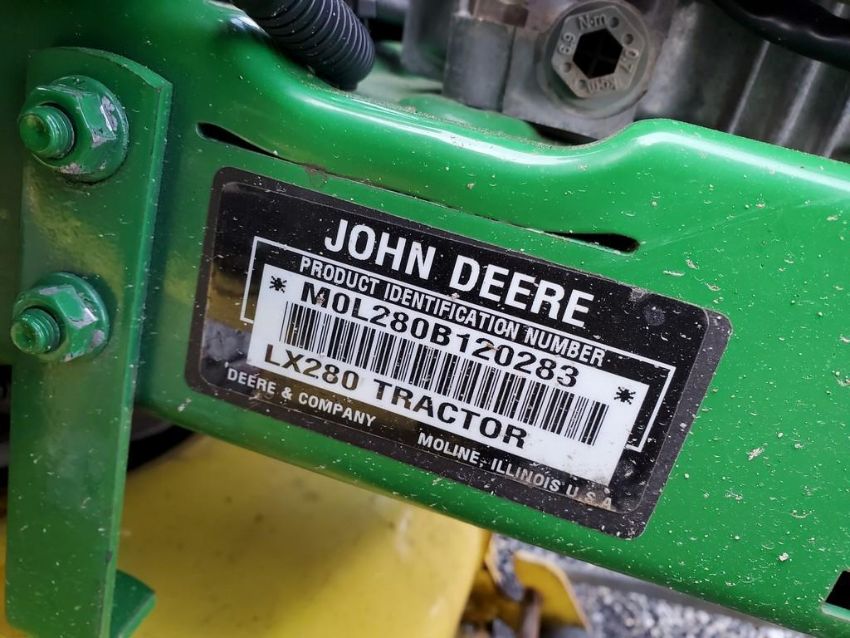 JOHN DEERE
PRODUCT IDENTIFICATION NUMBER
* M0L280B120283 *
LX280 TRACTOR
DEERE & COMPANY
MOLINE, ILLINOIS U.S.A.
N·m